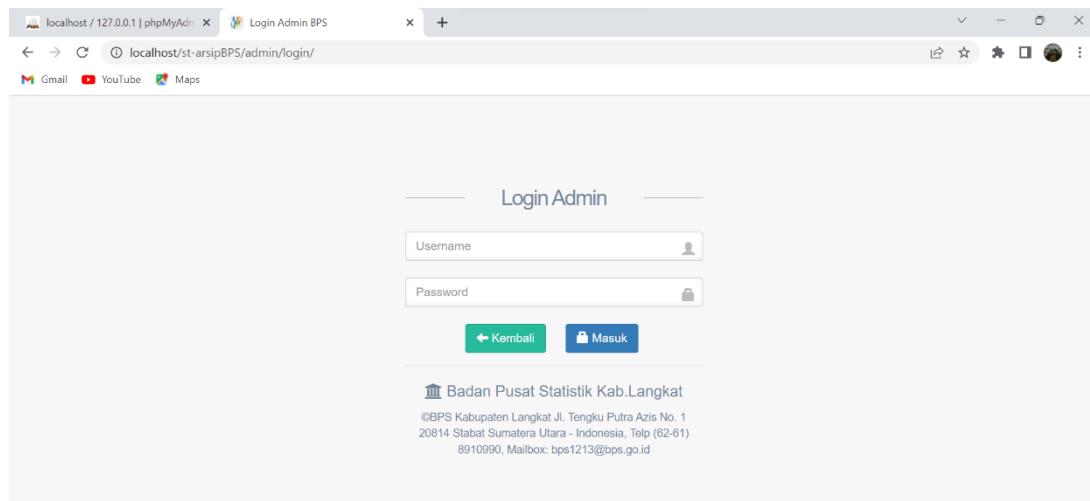 localhost / 127.0.0.1 | phpMyAdm
Login Admin BPS
localhost/st-arsipBPS/admin/login/
Gmail
YouTube
Maps
Login Admin
Username
Password
Kembali
Masuk
Badan Pusat Statistik Kab.Langkat
©BPS Kabupaten Langkat Jl. Tengku Putra Azis No. 1
20814 Stabat Sumatera Utara - Indonesia, Telp (62-61)
8910990, Mailbox: bps1213@bps.go.id